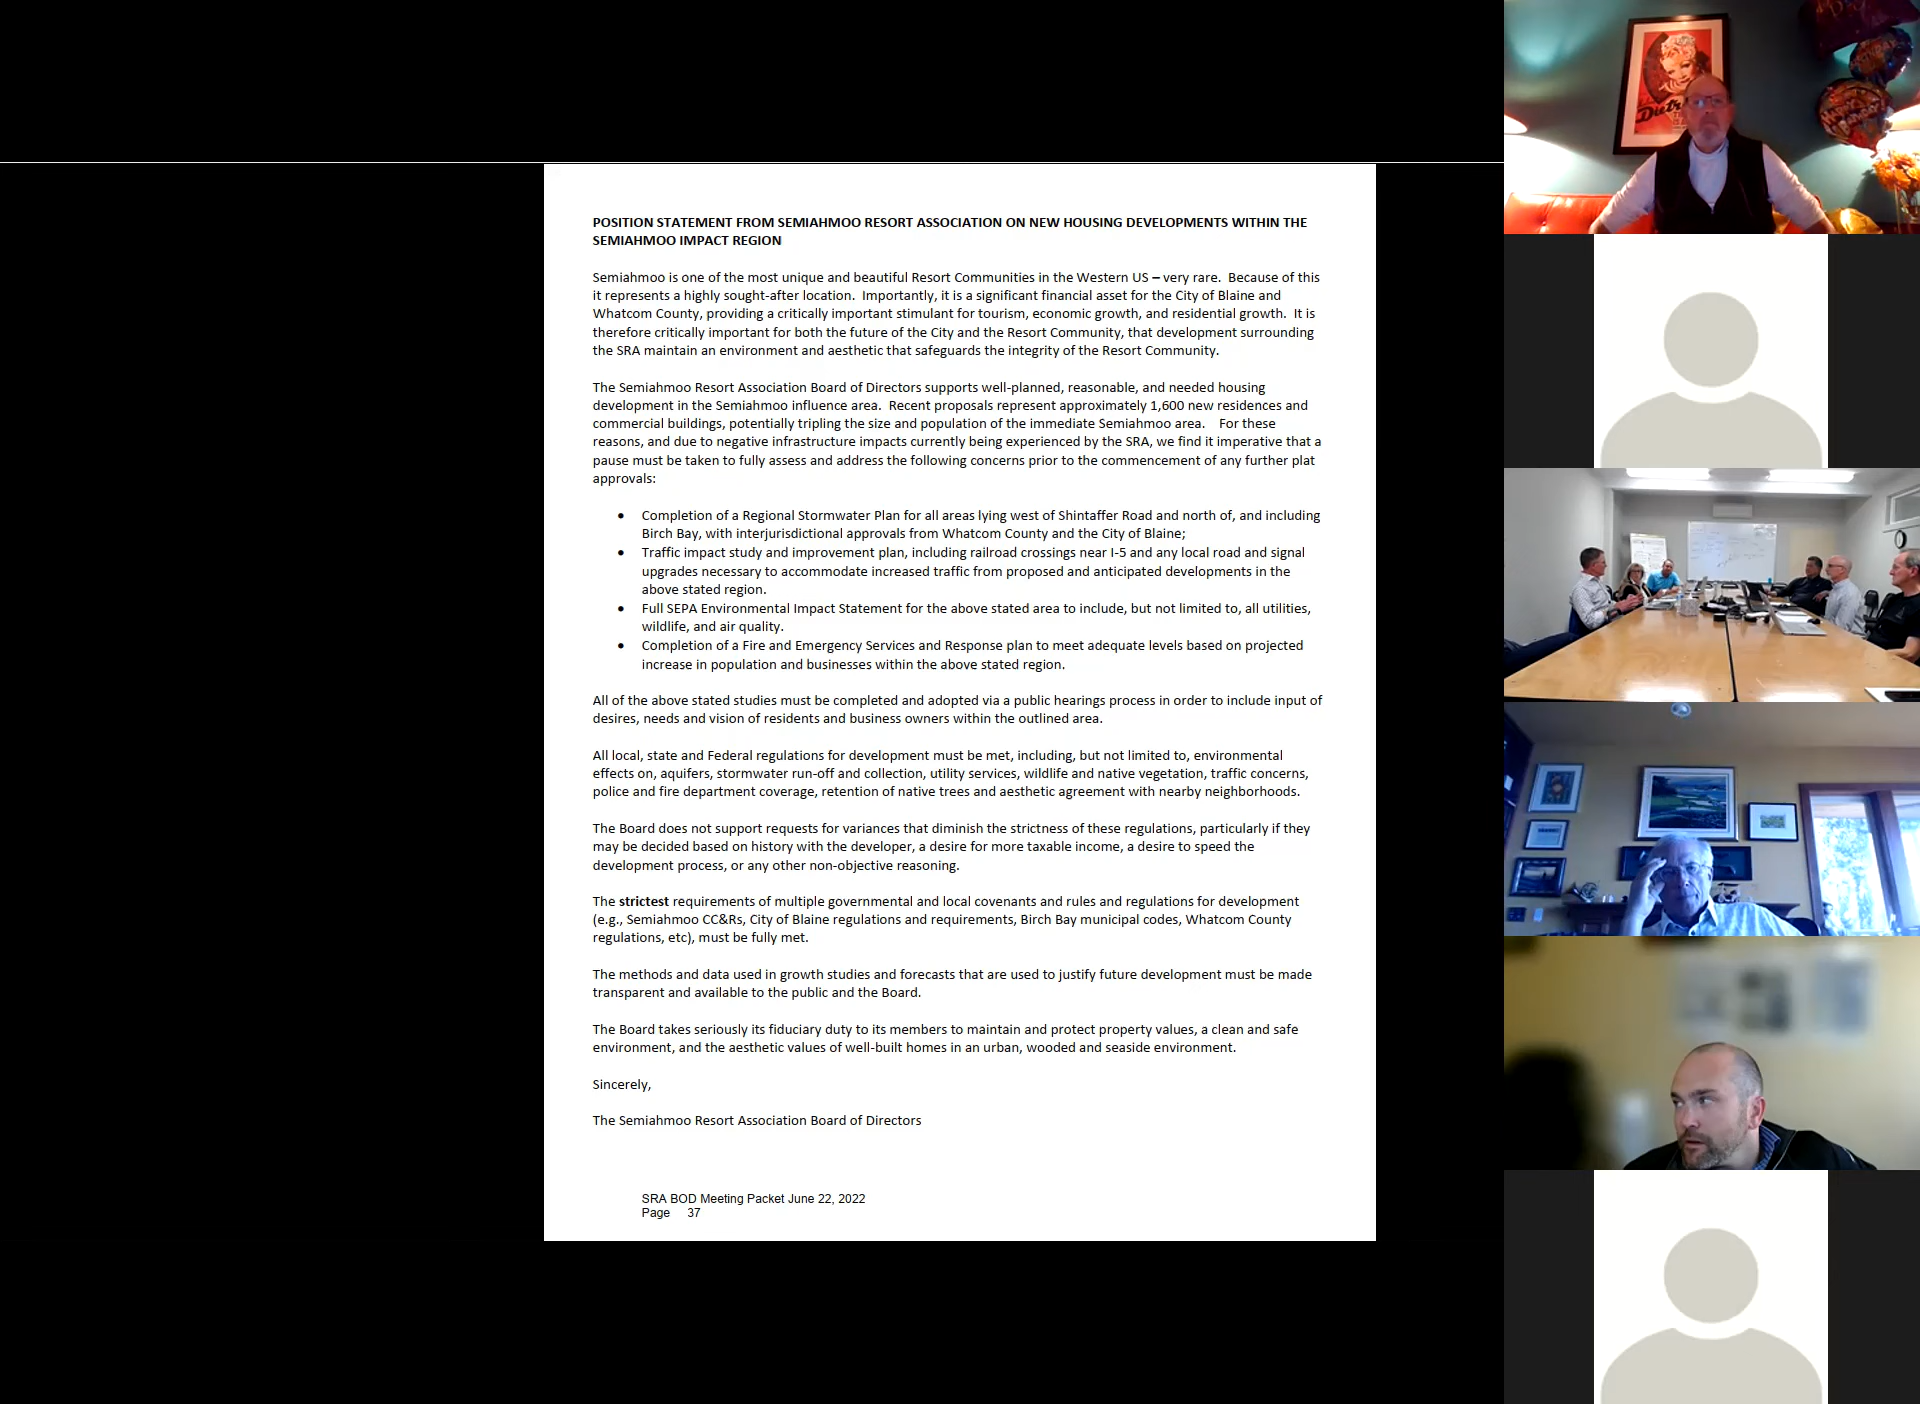 POSITION STATEMENT FROM SEMIAHMOO RESORT ASSOCIATION ON NEW HOUSING DEVELOPMENTS WITHIN THE
SEMIAHMOO IMPACT REGION
Semiahmoo is one of the most unique and beautiful Resort Communities in the Western US – very rare.  Because of this
it represents a highly sought-after location.  Importantly, it is a significant financial asset for the City of Blaine and
Whatcom County, providing a critically important stimulant for tourism, economic growth, and residential growth.  It is
therefore critically important for both the future of the City and the Resort Community, that development surrounding
the SRA maintain an environment and aesthetic that safeguards the integrity of the Resort Community.
The Semiahmoo Resort Association Board of Directors supports well-planned, reasonable, and needed housing
development in the Semiahmoo influence area.  Recent proposals represent approximately 1,600 new residences and
commercial buildings, potentially tripling the size and population of the immediate Semiahmoo area.    For these
reasons, and due to negative infrastructure impacts currently being experienced by the SRA, we find it imperative that a
pause must be taken to fully assess and address the following concerns prior to the commencement of any further plat
approvals:
• Completion of a Regional Stormwater Plan for all areas lying west of Shintaffer Road and north of, and including
Birch Bay, with interjurisdictional approvals from Whatcom County and the City of Blaine;
• Traffic impact study and improvement plan, including railroad crossings near I-5 and any local road and signal
upgrades necessary to accommodate increased traffic from proposed and anticipated developments in the
above stated region.
• Full SEPA Environmental Impact Statement for the above stated area to include, but not limited to, all utilities,
wildlife, and air quality.
• Completion of a Fire and Emergency Services and Response plan to meet adequate levels based on projected
increase in population and businesses within the above stated region.
All of the above stated studies must be completed and adopted via a public hearings process in order to include input of
desires, needs and vision of residents and business owners within the outlined area.
All local, state and Federal regulations for development must be met, including, but not limited to, environmental
effects on, aquifers, stormwater run-off and collection, utility services, wildlife and native vegetation, traffic concerns,
police and fire department coverage, retention of native trees and aesthetic agreement with nearby neighborhoods.
The Board does not support requests for variances that diminish the strictness of these regulations, particularly if they
may be decided based on history with the developer, a desire for more taxable income, a desire to speed the
development process, or any other non-objective reasoning.
The strictest requirements of multiple governmental and local covenants and rules and regulations for development
(e.g., Semiahmoo CC&Rs, City of Blaine regulations and requirements, Birch Bay municipal codes, Whatcom County
regulations, etc), must be fully met.
The methods and data used in growth studies and forecasts that are used to justify future development must be made
transparent and available to the public and the Board.
The Board takes seriously its fiduciary duty to its members to maintain and protect property values, a clean and safe
environment, and the aesthetic values of well-built homes in an urban, wooded and seaside environment.
Sincerely,
The Semiahmoo Resort Association Board of Directors
SRA BOD Meeting Packet June 22, 2022
Page 37